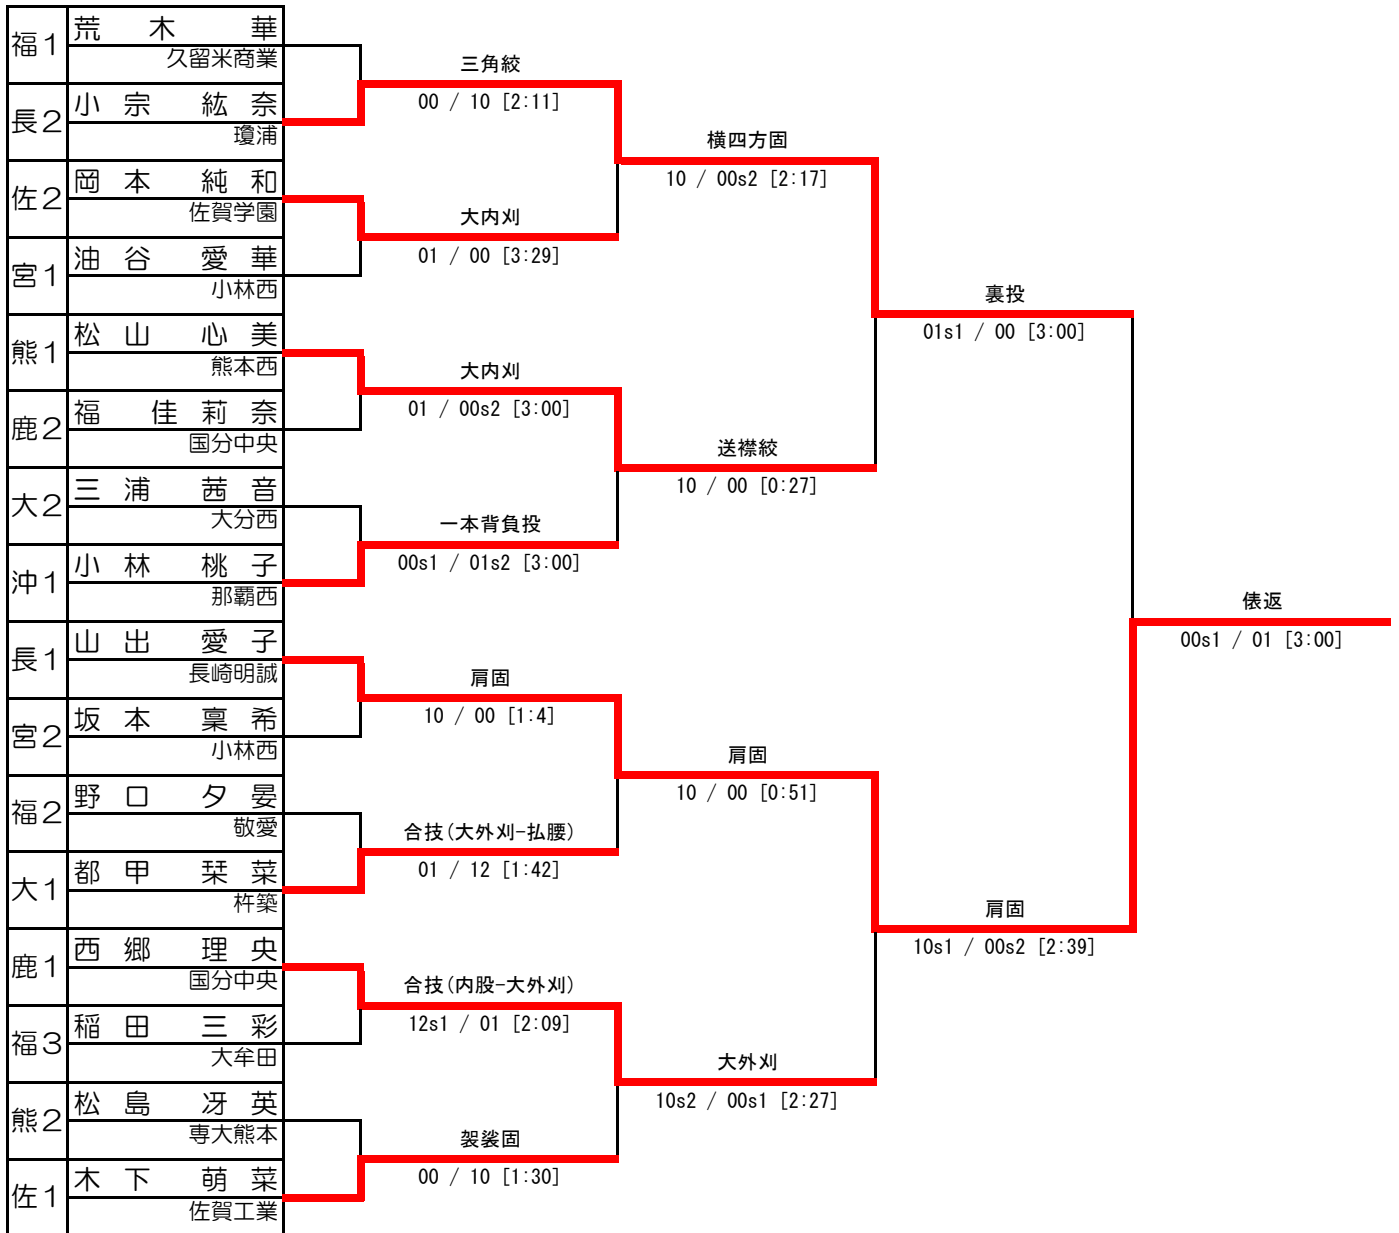 福1
荒木 華
久留米商業
長2
小宗 紘奈
瓊浦
佐2
岡本 純和
佐賀学園
宮1
油谷 愛華
小林西
熊1
松山 心美
熊本西
鹿2
福 佳莉奈
国分中央
大2
三浦 茜音
大分西
沖1
小林 桃子
那覇西
長1
山出 愛子
長崎明誠
宮2
坂本 稟希
小林西
福2
野口 夕晏
敬愛
大1
都甲 栞菜
杵築
鹿1
西郷 理央
国分中央
福3
稲田 三彩
大牟田
熊2
松島 冴英
専大熊本
佐1
木下 萌菜
佐賀工業
三角絞
00 / 10 [2:11]
大内刈
01 / 00 [3:29]
大内刈
01 / 00s2 [3:00]
一本背負投
00s1 / 01s2 [3:00]
肩固
10 / 00 [1:4]
合技(大外刈-払腰)
01 / 12 [1:42]
合技(内股-大外刈)
12s1 / 01 [2:09]
袈裟固
00 / 10 [1:30]
横四方固
10 / 00s2 [2:17]
送襟絞
10 / 00 [0:27]
肩固
10 / 00 [0:51]
大外刈
10s2 / 00s1 [2:27]
裏投
01s1 / 00 [3:00]
肩固
10s1 / 00s2 [2:39]
俵返
00s1 / 01 [3:00]